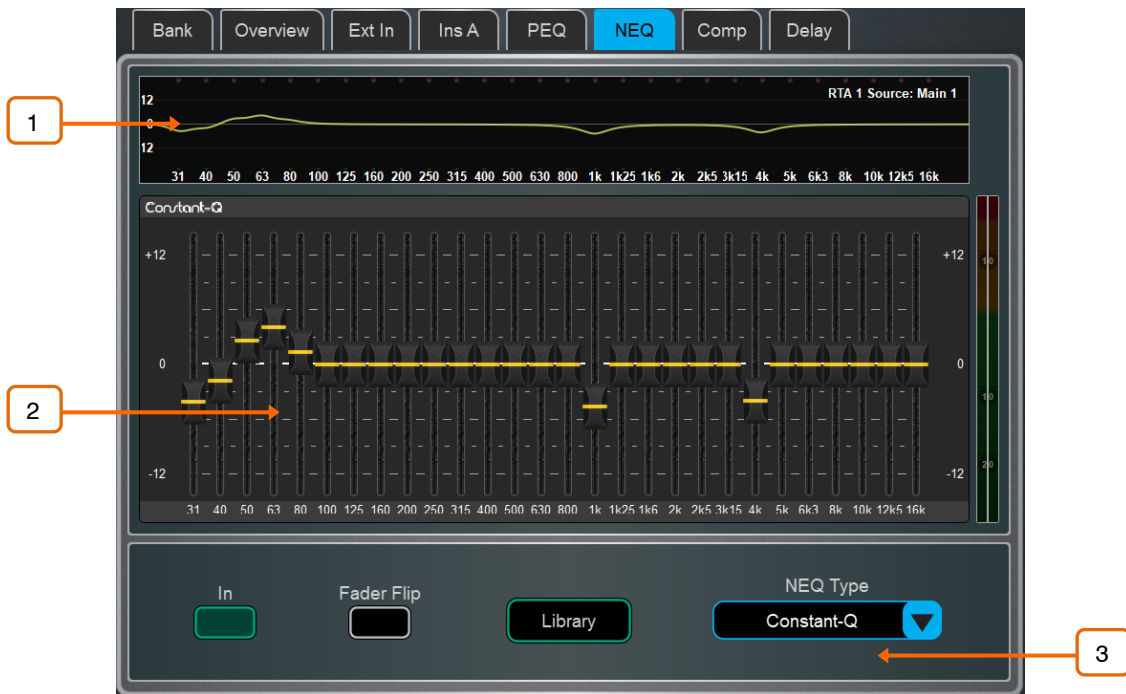 Bank Overview Ext In Ins A PEQ NEQ Comp Delay
RTA 1 Source: Main 1
12
1
0
12
31 40 50 63 80 100 125 160 200 250 315 400 500 630 800 1k 1k25 1k6 2k 2k5 3k15 4k 5k 6k3 8k 10k 12k5 16k
Constant-Q
+12 +12
10
0 0
2
10
-12 -12
20
31 40 50 63 80 100 125 160 200 250 315 400 500 630 800 1k 1k25 1k6 2k 2k5 3k15 4k 5k 6k3 8k 10k 12k5 16k
In Fader Flip NEQ Type
Library Constant-Q
3